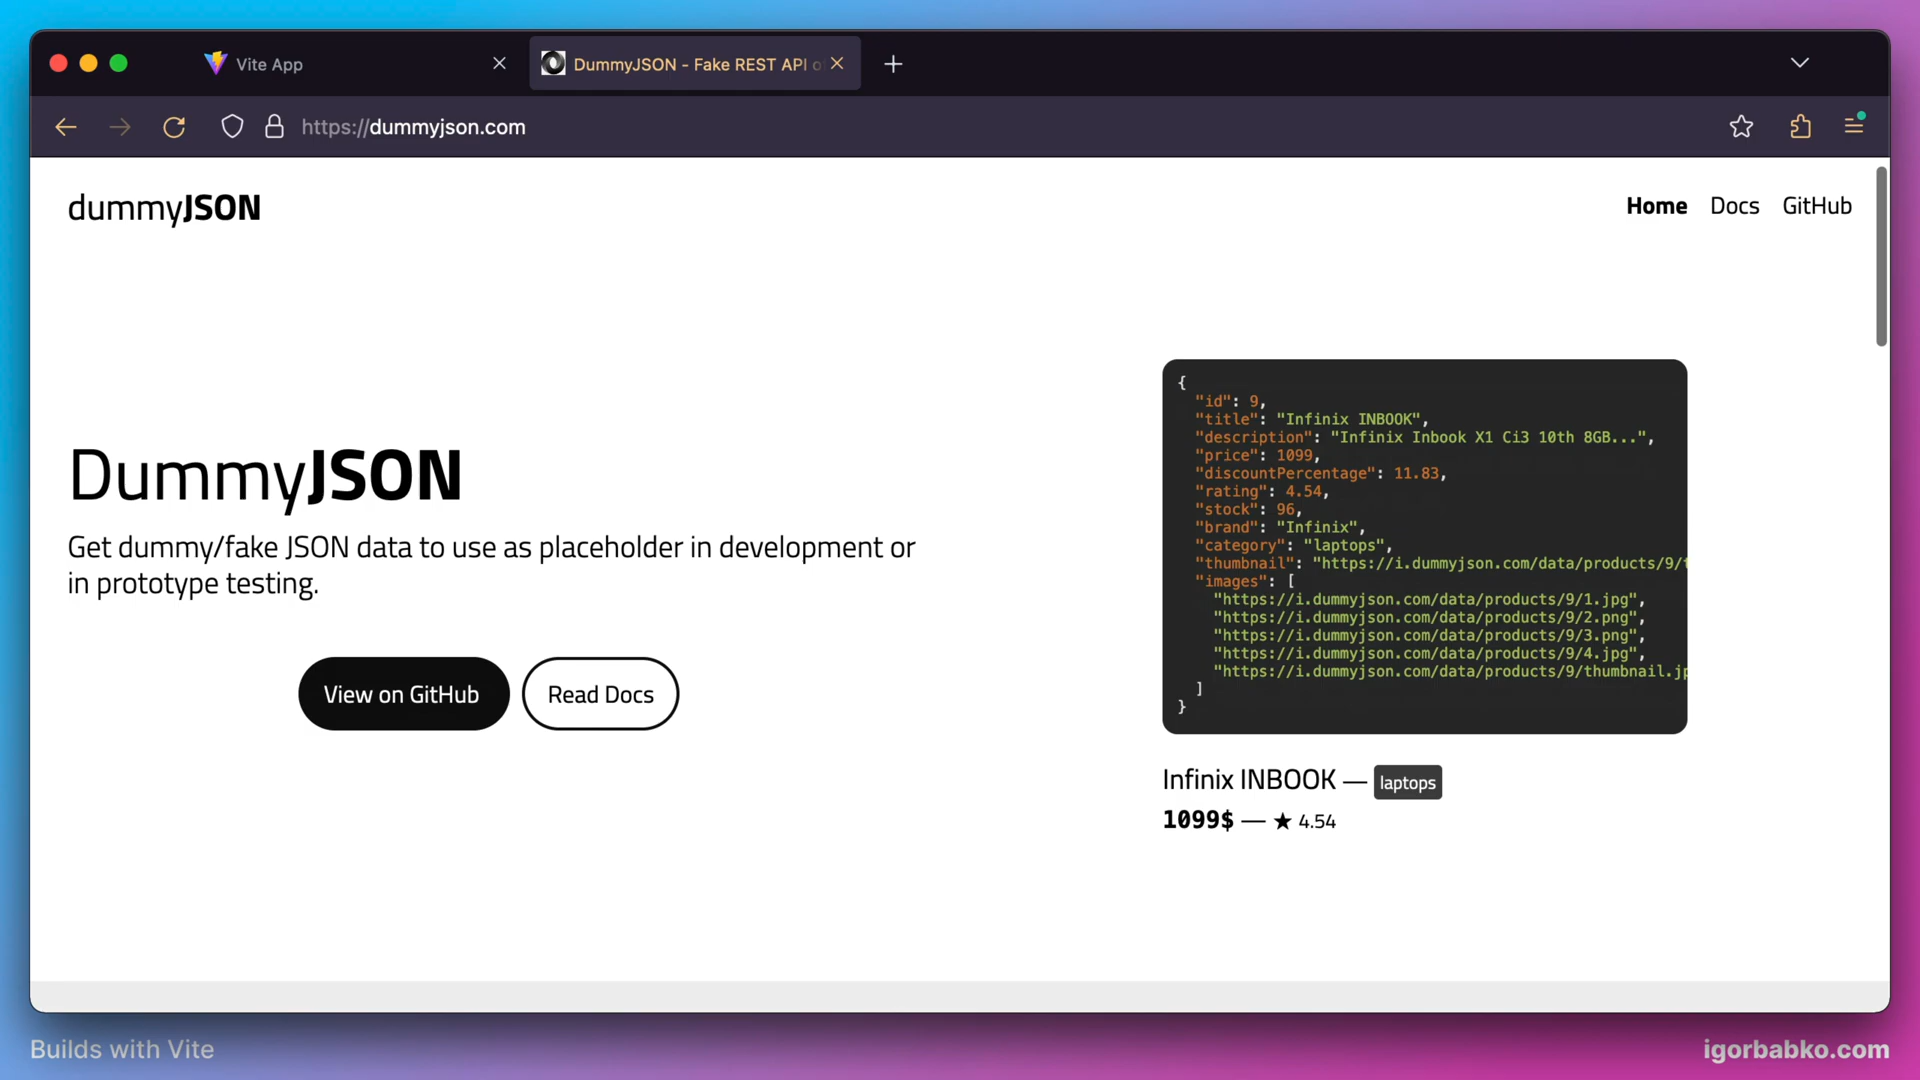 Vite App
DummyJSON - Fake REST API o
https://dummyjson.com
dummyJSON
Home Docs GitHub
DummyJSON
Get dummy/fake JSON data to use as placeholder in development or
in prototype testing.
View on GitHub Read Docs
{
"id": 9,
"title": "Infinix INBOOK",
"description": "Infinix Inbook X1 Ci3 10th 8GB...",
"price": 1099,
"discountPercentage": 11.83,
"rating": 4.54,
"stock": 96,
"brand": "Infinix",
"category": "laptops",
"thumbnail": "https://i.dummyjson.com/data/products/9/t
"images": [
"https://i.dummyjson.com/data/products/9/1.jpg",
"https://i.dummyjson.com/data/products/9/2.png",
"https://i.dummyjson.com/data/products/9/3.png",
"https://i.dummyjson.com/data/products/9/4.jpg",
"https://i.dummyjson.com/data/products/9/thumbnail.jp
]
}
Infinix INBOOK — laptops
1099$ — ★ 4.54
Builds with Vite
igorbabko.com